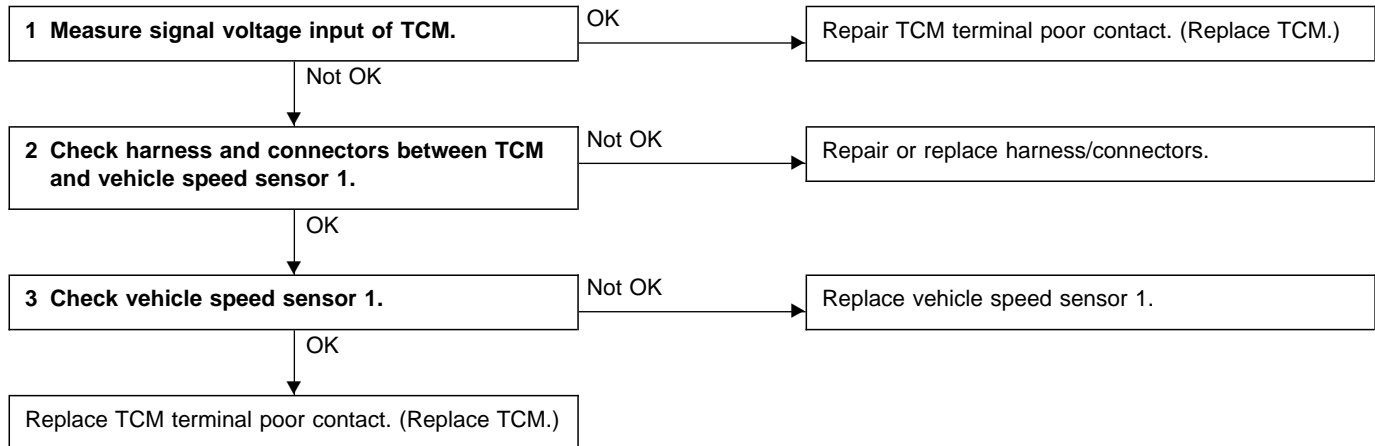 1 Measure signal voltage input of TCM.
OK
Repair TCM terminal poor contact. (Replace TCM.)
Not OK
2 Check harness and connectors between TCM
and vehicle speed sensor 1.
Not OK
Repair or replace harness/connectors.
OK
3 Check vehicle speed sensor 1.
Not OK
Replace vehicle speed sensor 1.
OK
Replace TCM terminal poor contact. (Replace TCM.)